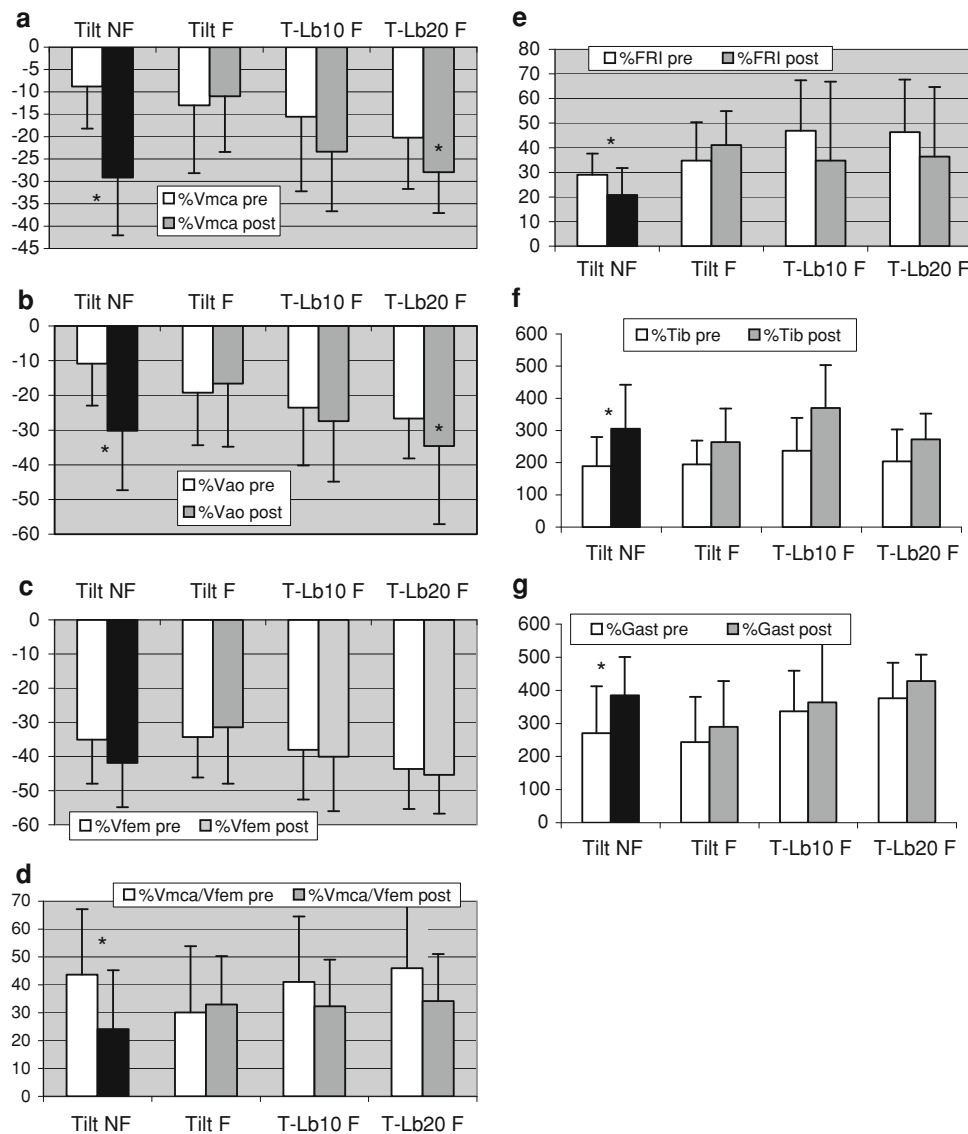 a
Tilt NF Tilt F T-Lb10 F T-Lb20 F
0
-5
-10
-15
-20
-25
-30
-35
-40
-45
*
*
%Vmca pre
%Vmca post
b
Tilt NF Tilt F T-Lb10 F T-Lb20 F
0
-10
-20
-30
-40
-50
-60
*
*
%Vao pre
%Vao post
c
Tilt NF Tilt F T-Lb10 F T-Lb20 F
0
-10
-20
-30
-40
-50
-60
%Vfem pre %Vfem post
d
%Vmca/Vfem pre %Vmca/Vfem post
70
60
50
40
30
20
10
0
*
Tilt NF Tilt F T-Lb10 F T-Lb20 F
e
%FRI pre %FRI post
80
70
60
50
40
30
20
10
0
*
Tilt NF Tilt F T-Lb10 F T-Lb20 F
f
%Tib pre %Tib post
600
500
400
300
200
100
0
*
Tilt NF Tilt F T-Lb10 F T-Lb20 F
g
%Gast pre %Gast post
600
500
400
300
200
100
0
*
Tilt NF Tilt F T-Lb10 F T-Lb20 F